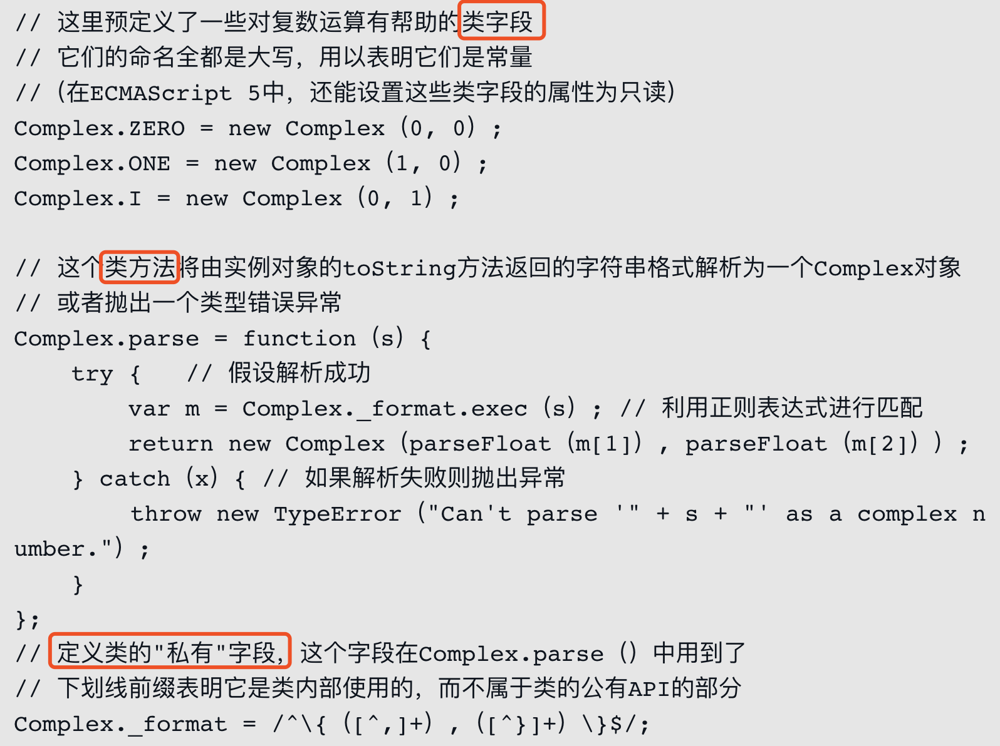 // 这里预定义了一些对复数运算有帮助的类字段
// 它们的命名全都是大写，用以表明它们是常量
//（在ECMAScript 5中，还能设置这些类字段的属性为只读）
Complex.ZERO = new Complex（0, 0）;
Complex.ONE = new Complex（1, 0）;
Complex.I = new Complex（0, 1）;
// 这个类方法将由实例对象的toString方法返回的字符串格式解析为一个Complex对象
// 或者抛出一个类型错误异常
Complex.parse = function（s）{
try {   // 假设解析成功
var m = Complex._format.exec（s）; // 利用正则表达式进行匹配
return new Complex（parseFloat（m[1]）, parseFloat（m[2]））;
} catch（x）{ // 如果解析失败则抛出异常
throw new TypeError（"Can't parse '" + s + "' as a complex n
umber."）;
}
};
// 定义类的"私有"字段，这个字段在Complex.parse（）中用到了
// 下划线前缀表明它是类内部使用的，而不属于类的公有API的部分
Complex._format = /^\{（[^,]+）,（[^}]+）\}$/;